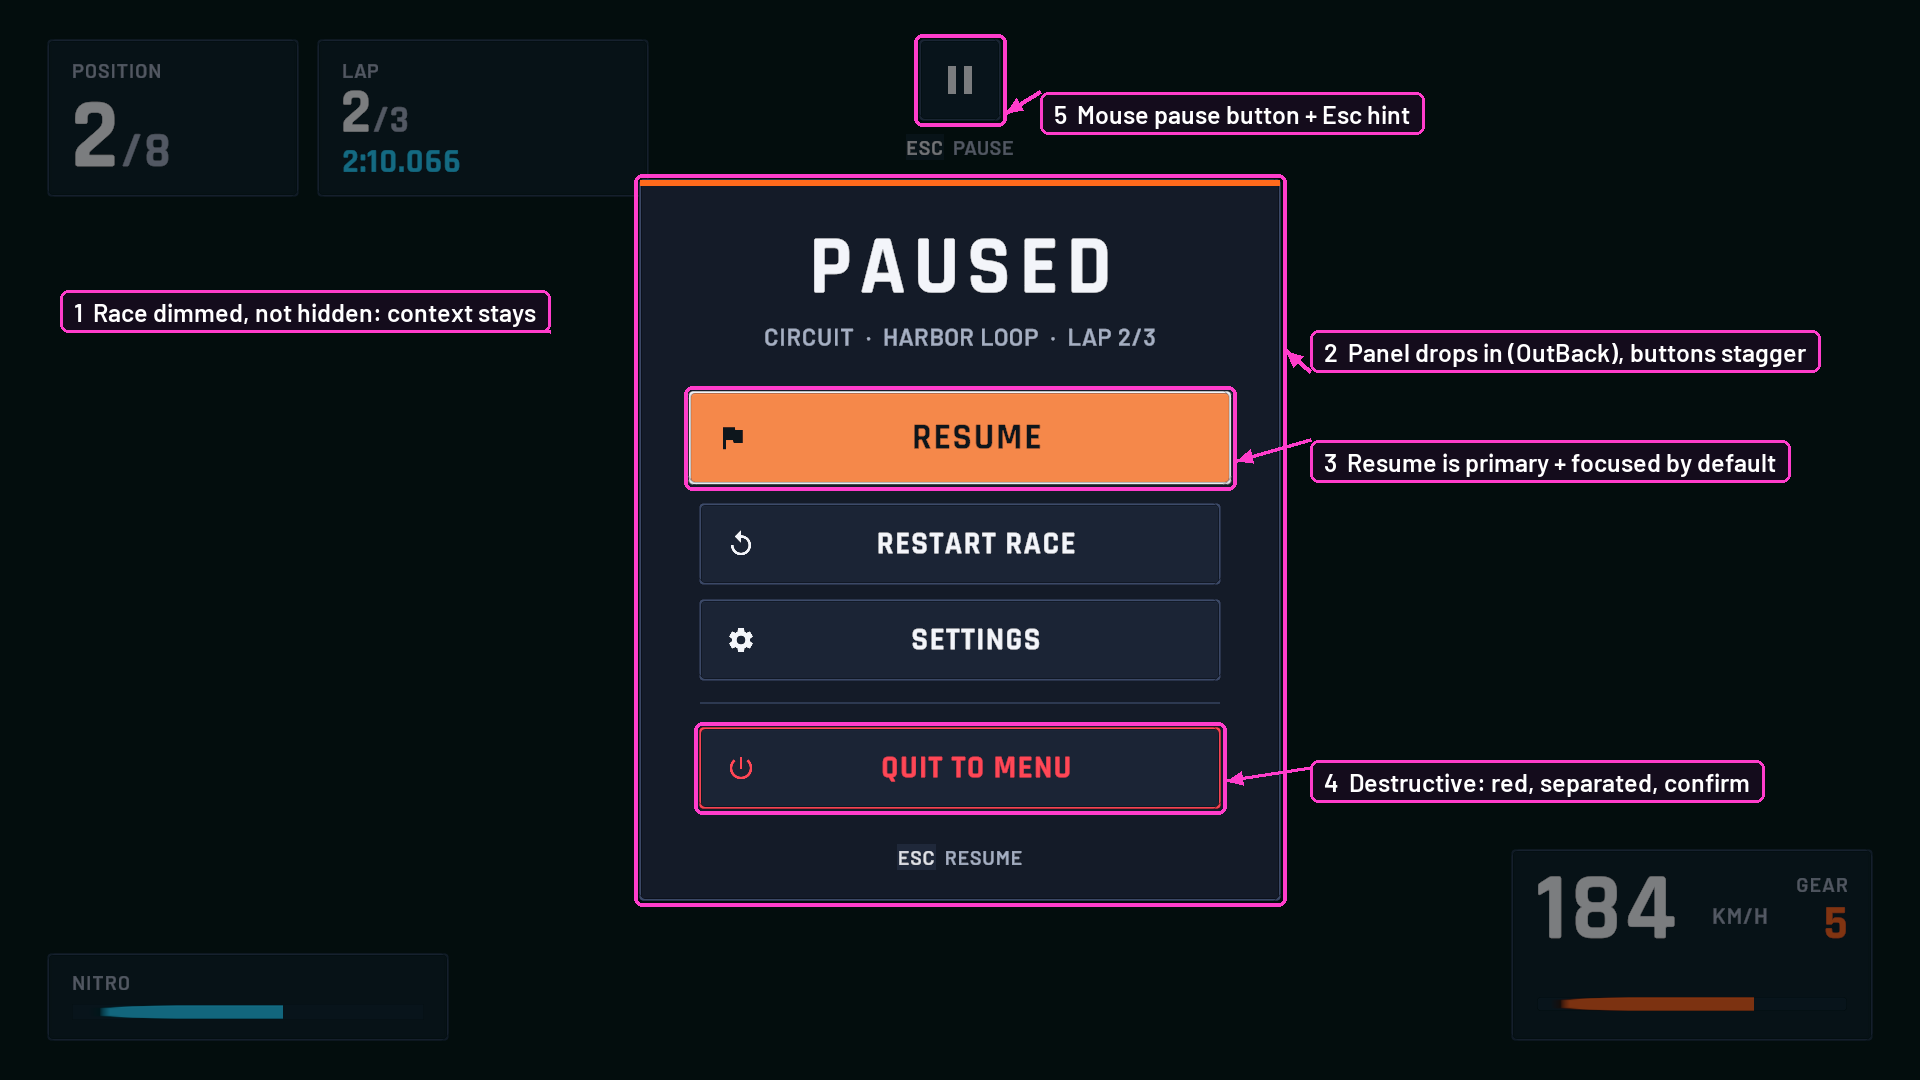 POSITION
2/8
LAP
2/3
2:10.066
ESC PAUSE
5 Mouse pause button + Esc hint
PAUSED
CIRCUIT · HARBOR LOOP · LAP 2/3
1 Race dimmed, not hidden: context stays
2 Panel drops in (OutBack), buttons stagger
RESUME
3 Resume is primary + focused by default
RESTART RACE
SETTINGS
QUIT TO MENU
4 Destructive: red, separated, confirm
ESC RESUME
NITRO
184 KM/H
GEAR
5